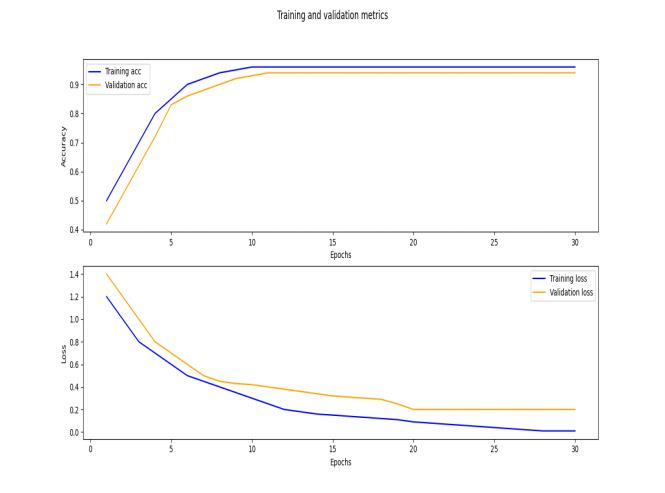 Training and validation metrics
Training acc
Validation acc
0.9
0.8
0.7
0.6
0.5
0.4
Accuracy
0 5 10 15 20 25 30
Epochs
Training loss
Validation loss
1.4
1.2
1.0
0.8
0.6
0.4
0.2
0.0
Loss
0 5 10 15 20 25 30
Epochs